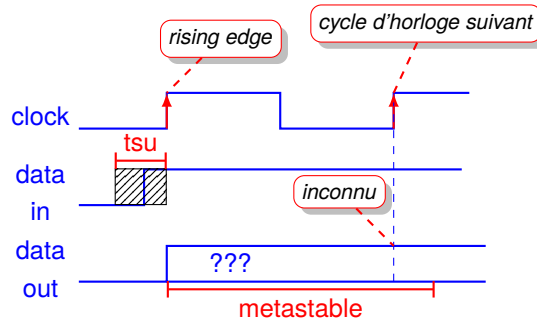 rising edge
cycle d'horloge suivant
clock
tsu
data
in
inconnu
data
???
out
metastable